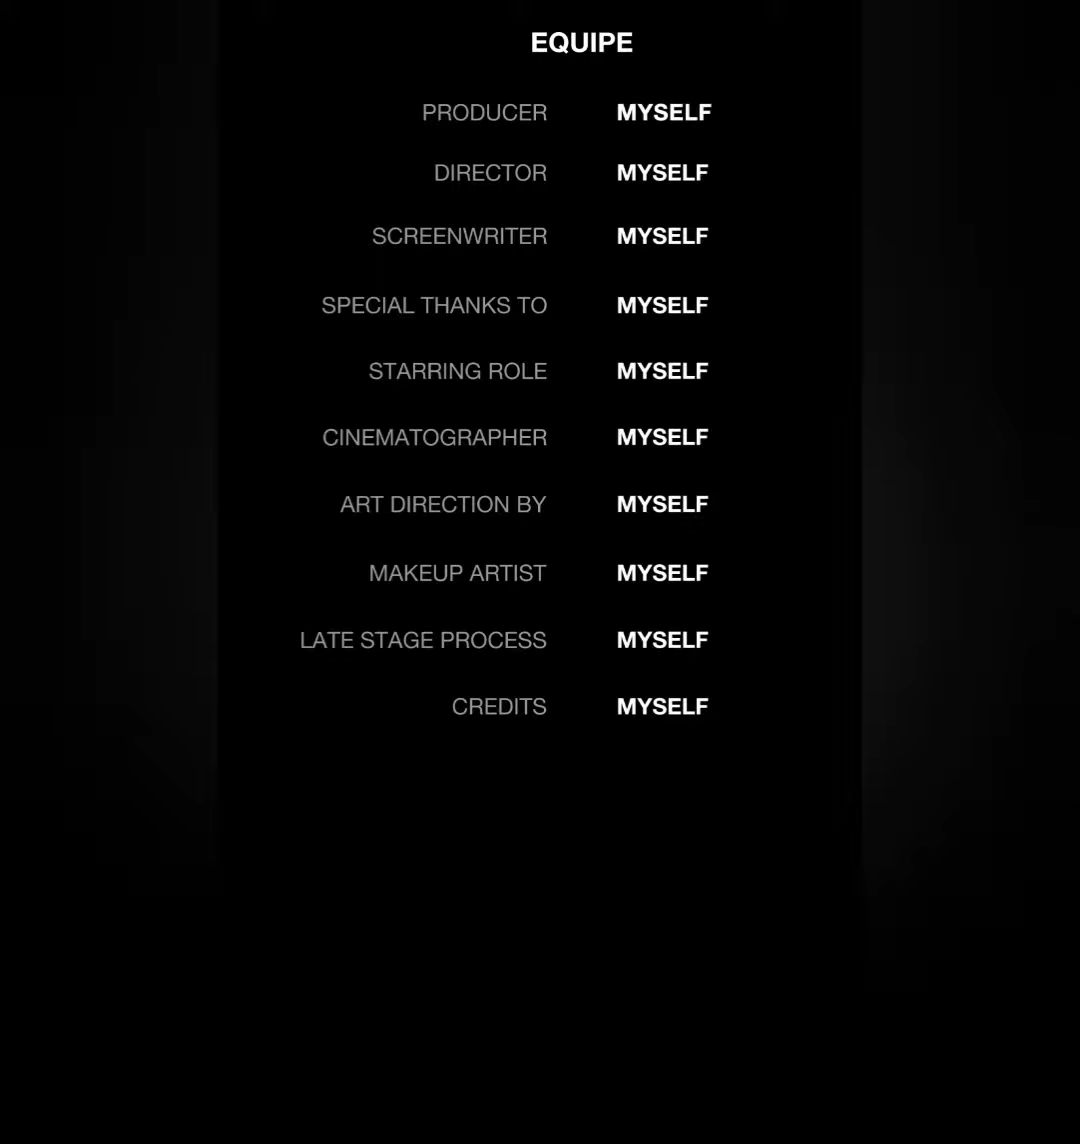 EQUIPE
PRODUCER MYSELF
DIRECTOR MYSELF
SCREENWRITER MYSELF
SPECIAL THANKS TO MYSELF
STARRING ROLE MYSELF
CINEMATOGRAPHER MYSELF
ART DIRECTION BY MYSELF
MAKEUP ARTIST MYSELF
LATE STAGE PROCESS MYSELF
CREDITS MYSELF